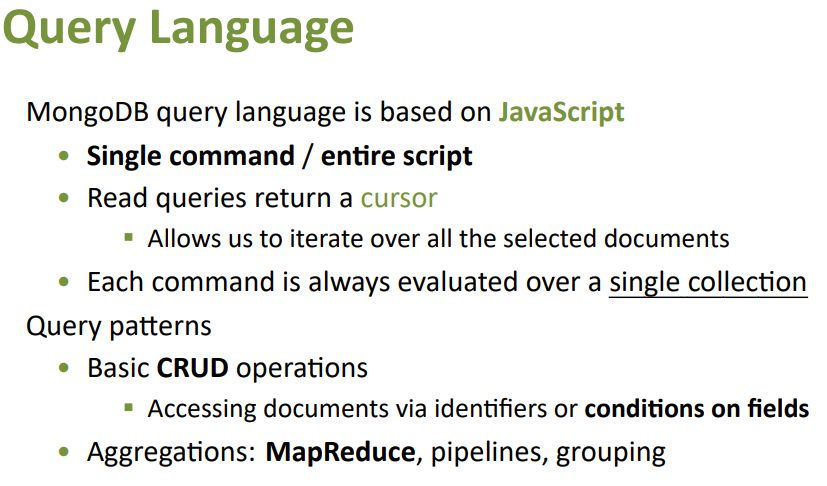 Query Language
MongoDB query language is based on JavaScript
• Single command / entire script
• Read queries return a cursor
▪ Allows us to iterate over all the selected documents
• Each command is always evaluated over a single collection
Query patterns
• Basic CRUD operations
▪ Accessing documents via identifiers or conditions on fields
• Aggregations: MapReduce, pipelines, grouping